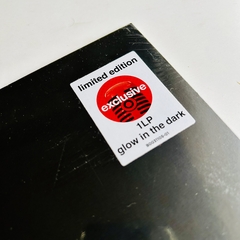 limited edition
exclusive
1LP
glow in the dark